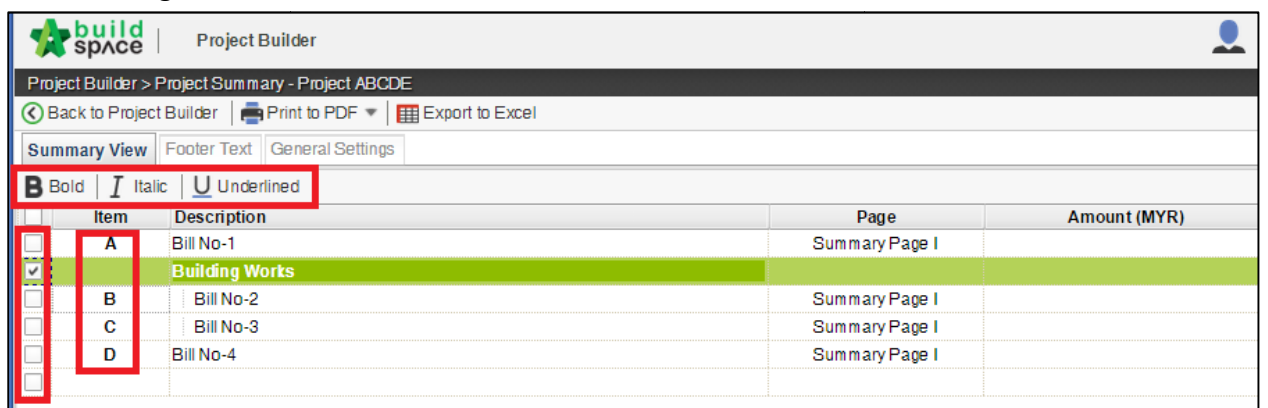 build
spʌce
Project Builder
Project Builder > Project Summary - Project ABCDE
Back to Project Builder Print to PDF Export to Excel
Summary View Footer Text General Settings
B Bold I Italic U Underlined
Item Description Page Amount (MYR)
A Bill No-1 Summary Page I
Building Works
B Bill No-2 Summary Page I
C Bill No-3 Summary Page I
D Bill No-4 Summary Page I